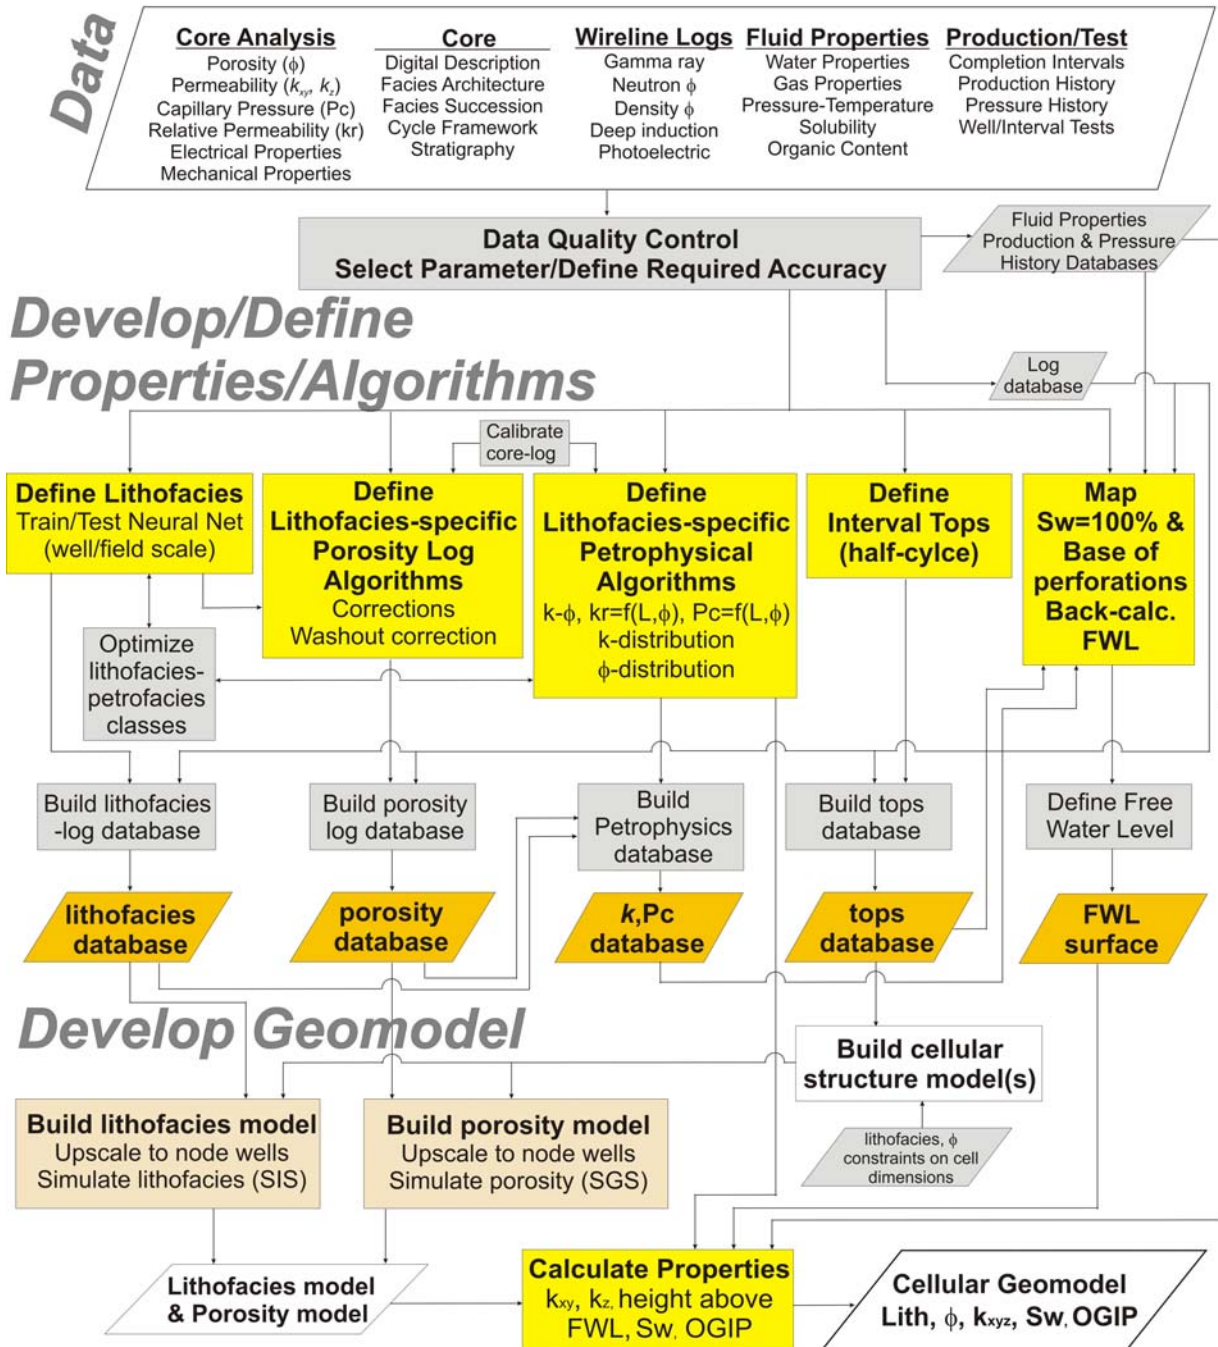 Data
Core Analysis
Porosity (ϕ)
Permeability (kxy, kz)
Capillary Pressure (Pc)
Relative Permeability (kr)
Electrical Properties
Mechanical Properties
Core
Digital Description
Facies Architecture
Facies Succession
Cycle Framework
Stratigraphy
Wireline Logs
Gamma ray
Neutron ϕ
Density ϕ
Deep induction
Photoelectric
Fluid Properties
Water Properties
Gas Properties
Pressure-Temperature
Solubility
Organic Content
Production/Test
Completion Intervals
Production History
Pressure History
Well/Interval Tests
Data Quality Control
Select Parameter/Define Required Accuracy
Fluid Properties
Production & Pressure
History Databases
Develop/Define
Properties/Algorithms
Log
database
Calibrate
core-log
Define Lithofacies
Train/Test Neural Net
(well/field scale)
Define
Lithofacies-specific
Porosity Log
Algorithms
Corrections
Washout correction
Define
Lithofacies-specific
Petrophysical
Algorithms
k-ϕ, kr=f(L,ϕ), Pc=f(L,ϕ)
k-distribution
ϕ-distribution
Define
Interval Tops
(half-cylce)
Map
Sw=100% &
Base of
perforations
Back-calc.
FWL
Optimize
lithofacies-
petrofacies
classes
Build lithofacies
-log database
Build porosity
log database
Build
Petrophysics
database
Build tops
database
Define Free
Water Level
lithofacies
database
porosity
database
k,Pc
database
tops
database
FWL
surface
Develop Geomodel
Build cellular
structure model(s)
lithofacies, ϕ
constraints on cell
dimensions
Build lithofacies model
Upscale to node wells
Simulate lithofacies (SIS)
Build porosity model
Upscale to node wells
Simulate porosity (SGS)
Lithofacies model
& Porosity model
Calculate Properties
kxy, kz, height above
FWL, Sw, OGIP
Cellular Geomodel
Lith, ϕ, kxyz, Sw, OGIP